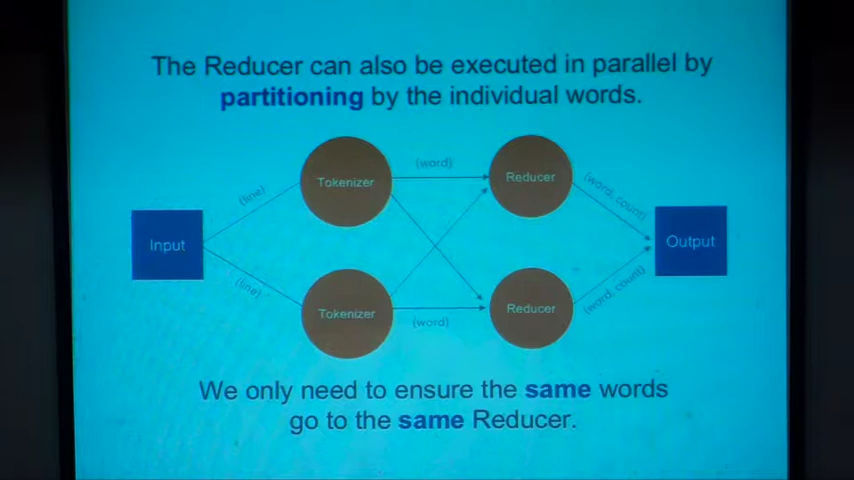 The Reducer can also be executed in parallel by
partitioning by the individual words.
(word)
Tokenizer
Reducer
(line)
(word, count)
Input
Output
(line)
(word, count)
Tokenizer
Reducer
(word)
We only need to ensure the same words
go to the same Reducer.